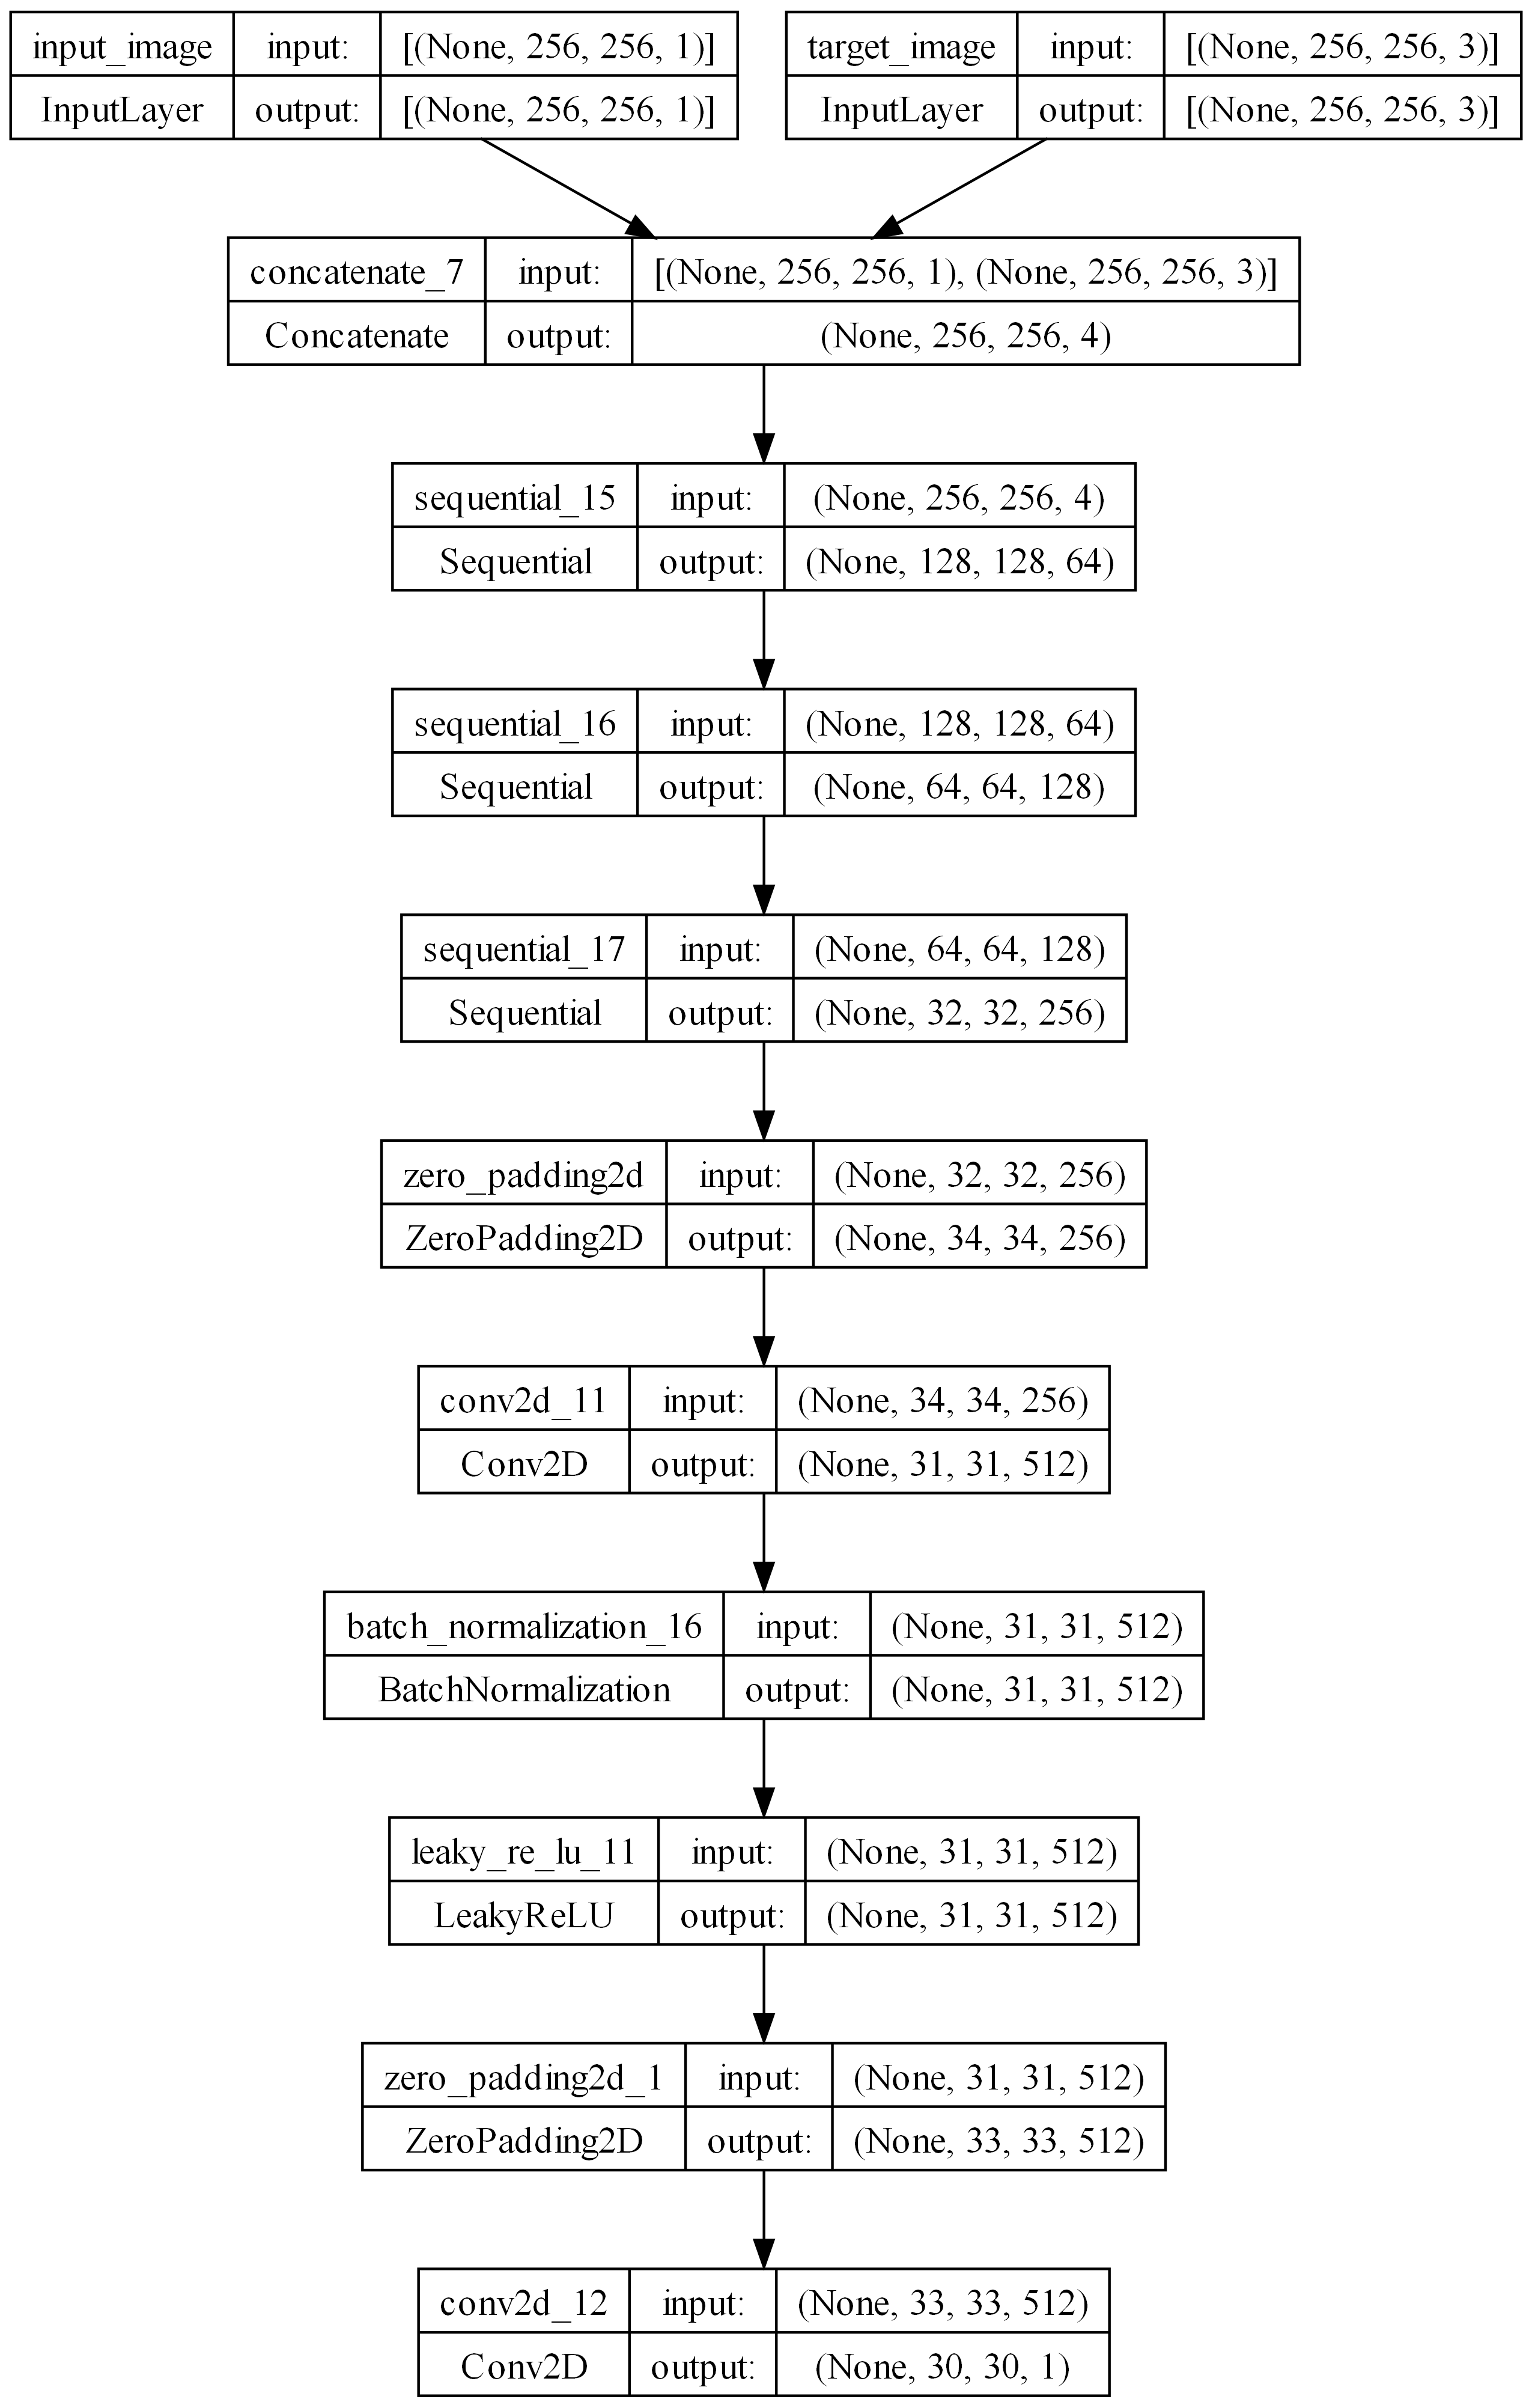 input_image input: [(None, 256, 256, 1)]
InputLayer output: [(None, 256, 256, 1)]
target_image input: [(None, 256, 256, 3)]
InputLayer output: [(None, 256, 256, 3)]
concatenate_7 input: [(None, 256, 256, 1), (None, 256, 256, 3)]
Concatenate output: (None, 256, 256, 4)
sequential_15 input: (None, 256, 256, 4)
Sequential output: (None, 128, 128, 64)
sequential_16 input: (None, 128, 128, 64)
Sequential output: (None, 64, 64, 128)
sequential_17 input: (None, 64, 64, 128)
Sequential output: (None, 32, 32, 256)
zero_padding2d input: (None, 32, 32, 256)
ZeroPadding2D output: (None, 34, 34, 256)
conv2d_11 input: (None, 34, 34, 256)
Conv2D output: (None, 31, 31, 512)
batch_normalization_16 input: (None, 31, 31, 512)
BatchNormalization output: (None, 31, 31, 512)
leaky_re_lu_11 input: (None, 31, 31, 512)
LeakyReLU output: (None, 31, 31, 512)
zero_padding2d_1 input: (None, 31, 31, 512)
ZeroPadding2D output: (None, 33, 33, 512)
conv2d_12 input: (None, 33, 33, 512)
Conv2D output: (None, 30, 30, 1)